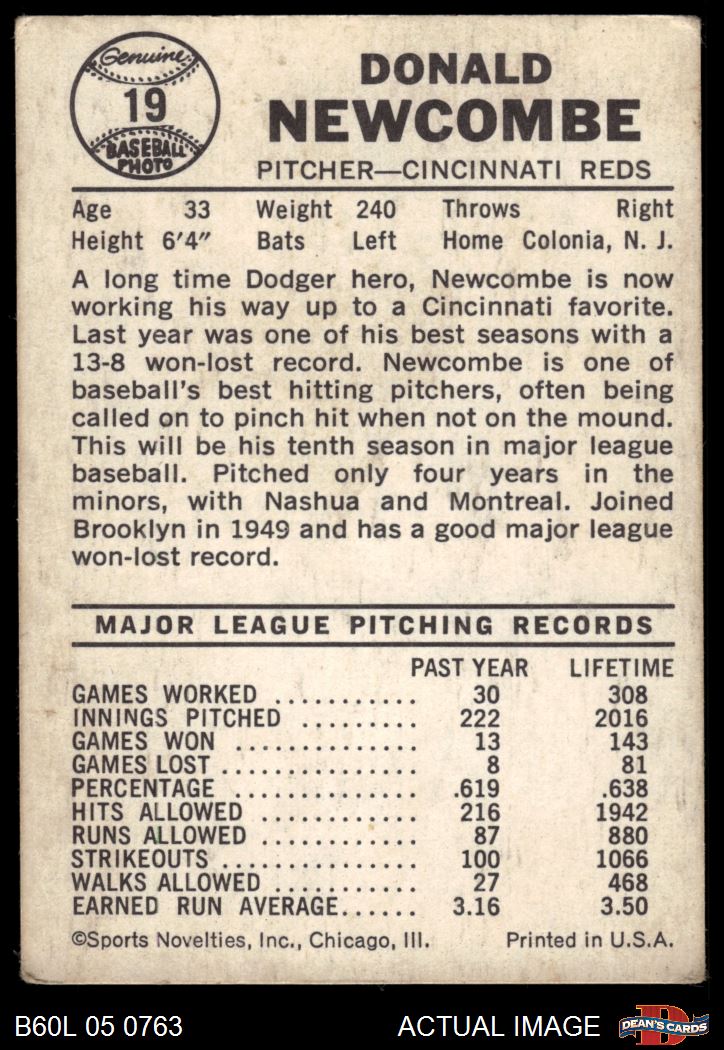 Genuine
19
BASEBALL
PHOTO
DONALD
NEWCOMBE
PITCHER—CINCINNATI REDS
Age 33 Weight 240 Throws Right
Height 6'4" Bats Left Home Colonia, N. J.
A long time Dodger hero, Newcombe is now
working his way up to a Cincinnati favorite.
Last year was one of his best seasons with a
13-8 won-lost record. Newcombe is one of
baseball's best hitting pitchers, often being
called on to pinch hit when not on the mound.
This will be his tenth season in major league
baseball. Pitched only four years in the
minors, with Nashua and Montreal. Joined
Brooklyn in 1949 and has a good major league
won-lost record.
MAJOR LEAGUE PITCHING RECORDS
PAST YEAR LIFETIME
GAMES WORKED ........... 30 308
INNINGS PITCHED ......... 222 2016
GAMES WON .............. 13 143
GAMES LOST ............... 8 81
PERCENTAGE .............. .619 .638
HITS ALLOWED ............ 216 1942
RUNS ALLOWED ............ 87 880
STRIKEOUTS ............... 100 1066
WALKS ALLOWED ........... 27 468
EARNED RUN AVERAGE...... 3.16 3.50
©Sports Novelties, Inc., Chicago, Ill. Printed in U.S.A.
B60L 05 0763 ACTUAL IMAGE D DEAN'S CARDS